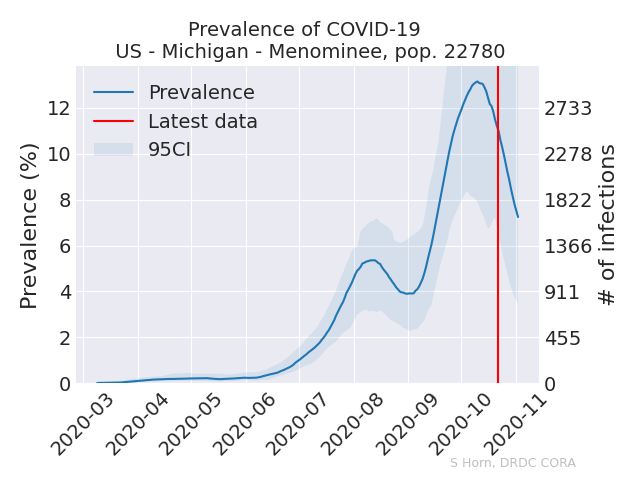 Prevalence of COVID-19
US - Michigan - Menominee, pop. 22780
Prevalence
Latest data
95CI
Prevalence (%)
12
10
8
6
4
2
0
2733
2278
1822
1366
911
455
0
# of infections
2020-03
2020-04
2020-05
2020-06
2020-07
2020-08
2020-09
2020-10
2020-11
S Horn, DRDC CORA